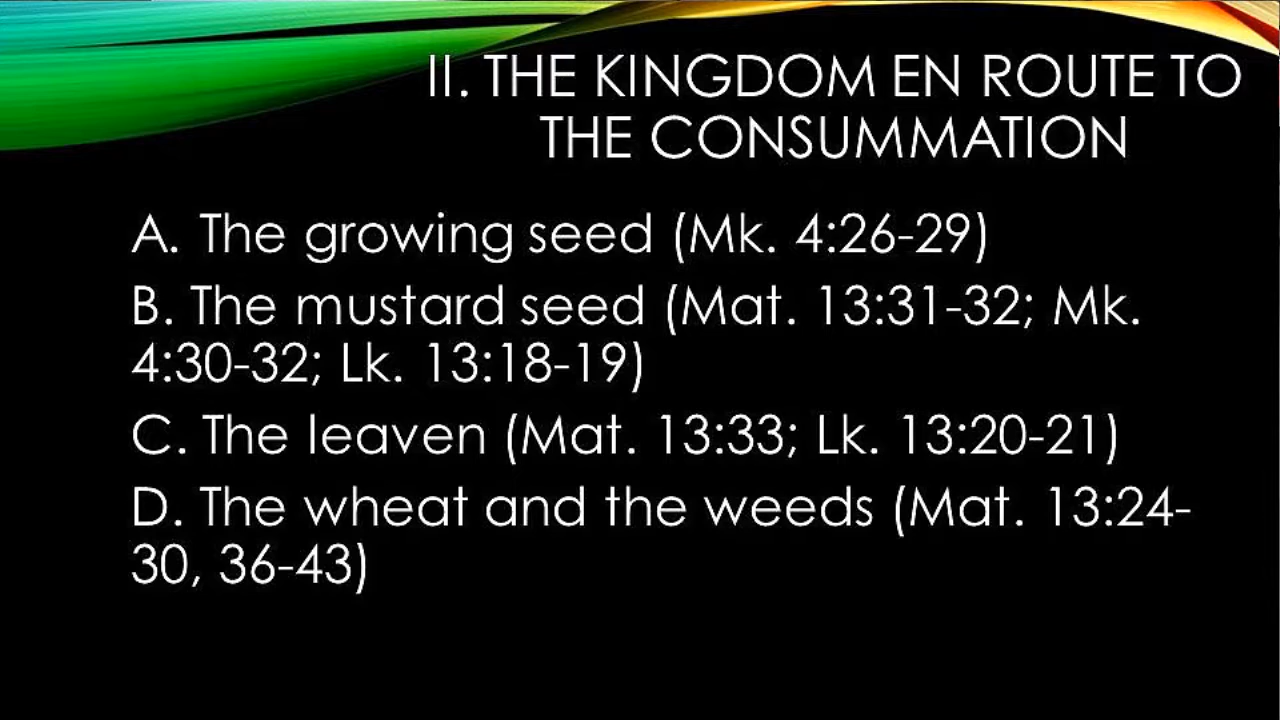 II. THE KINGDOM EN ROUTE TO
THE CONSUMMATION
A. The growing seed (Mk. 4:26-29)
B. The mustard seed (Mat. 13:31-32; Mk.
4:30-32; Lk. 13:18-19)
C. The leaven (Mat. 13:33; Lk. 13:20-21)
D. The wheat and the weeds (Mat. 13:24-
30, 36-43)